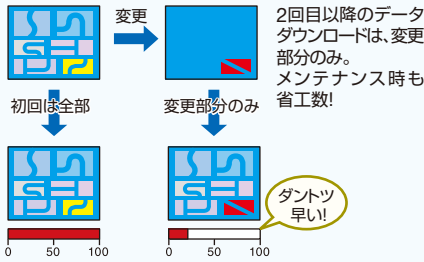 変更
2回目以降のデータ
ダウンロードは、変更
部分のみ。
メンテナンス時も
省工数!
初回は全部
変更部分のみ
ダントツ
早い!
0 50 100
0 50 100